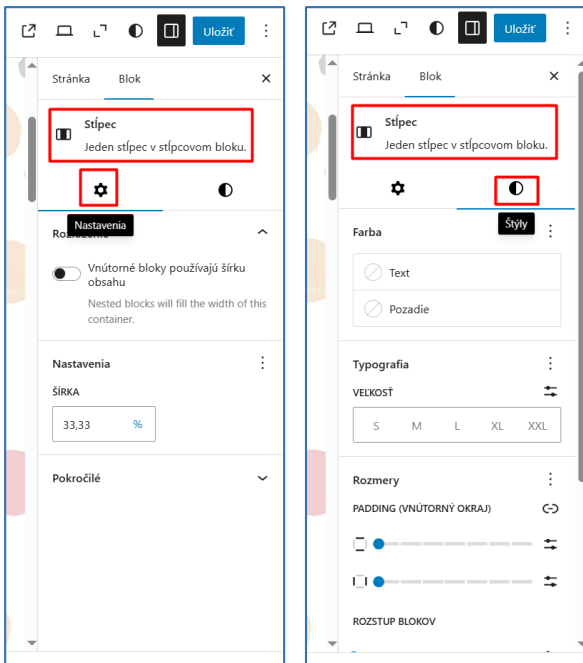 Uložiť
Stránka Blok
Stĺpec
Jeden stĺpec v stĺpcovom bloku.
Nastavenia
Vnútorné bloky používajú šírku
obsahu
Nested blocks will fill the width of this
container.
Nastavenia
ŠÍRKA
33,33 %
Pokročilé
Uložiť
Stránka Blok
Stĺpec
Jeden stĺpec v stĺpcovom bloku.
Štýly
Farba
Text
Pozadie
Typografia
VEĽKOSŤ
S M L XL XXL
Rozmery
PADDING (VNÚTORNÝ OKRAJ)
ROZSTUP BLOKOV